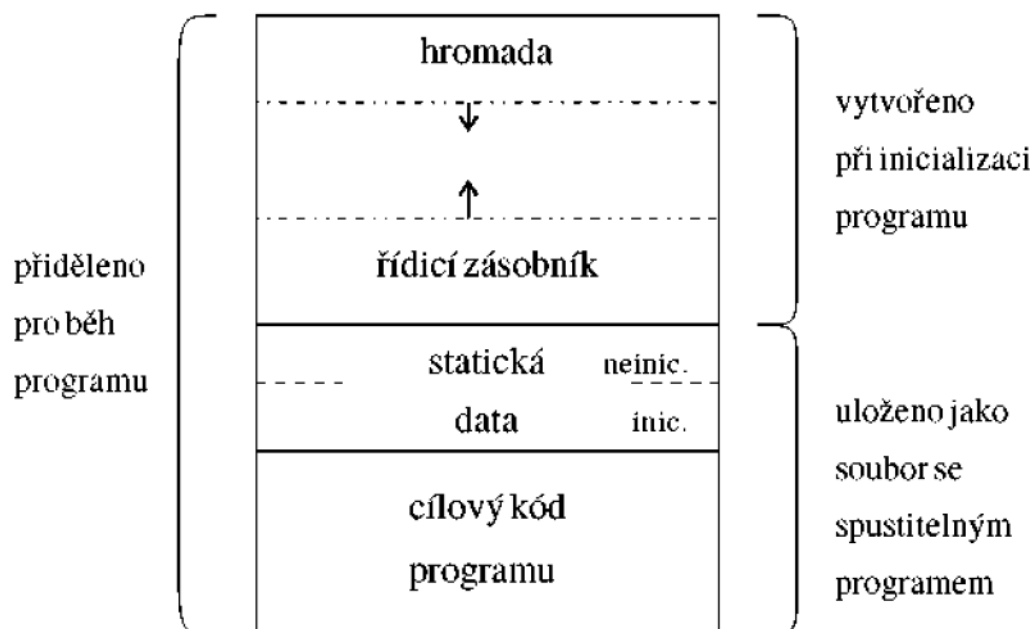 hromada
řídicí zásobník
statická
neinic.
data
inic.
cílový kód
programu
přiděleno
pro běh
programu
vytvořeno
při inicializaci
programu
uloženo jako
soubor se
spustitelným
programem